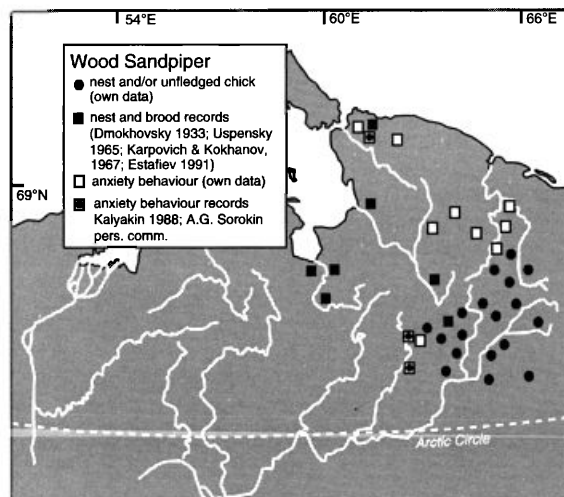 54°E 60°E 66°E
Wood Sandpiper
nest and/or unfledged chick
(own data)
nest and brood records
(Dmokhovsky 1933; Uspensky
1965; Karpovich & Kokhanov,
1967; Estafiev 1991)
anxiety behaviour (own data)
anxiety behaviour records
Kalyakin 1988; A.G. Sorokin
pers. comm.
69°N
Arctic Circle